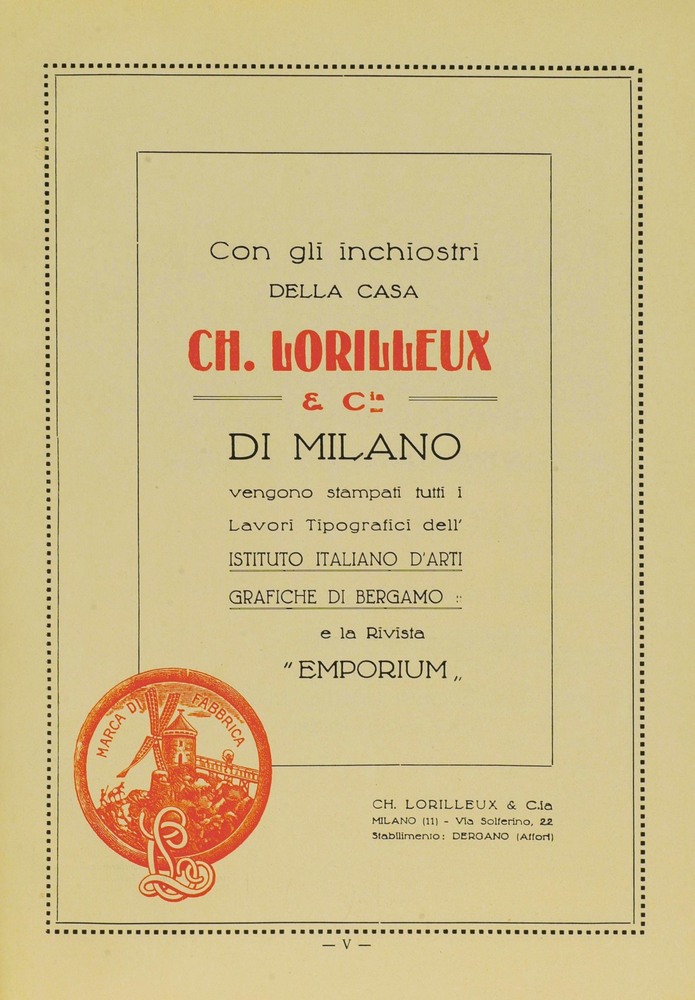 Con gli inchiostri
DELLA CASA
CH. LORILLEUX
& Cia
DI MILANO
vengono stampati tutti i
Lavori Tipografici dell'
ISTITUTO ITALIANO D'ARTI
GRAFICHE DI BERGAMO ::
e la Rivista
"EMPORIUM„
MARCA DI FABBRICA
CH. LORILLEUX & C.ia
MILANO (11) - Via Solferino, 22
Stabilimento: DERGANO (Affori)
— V —